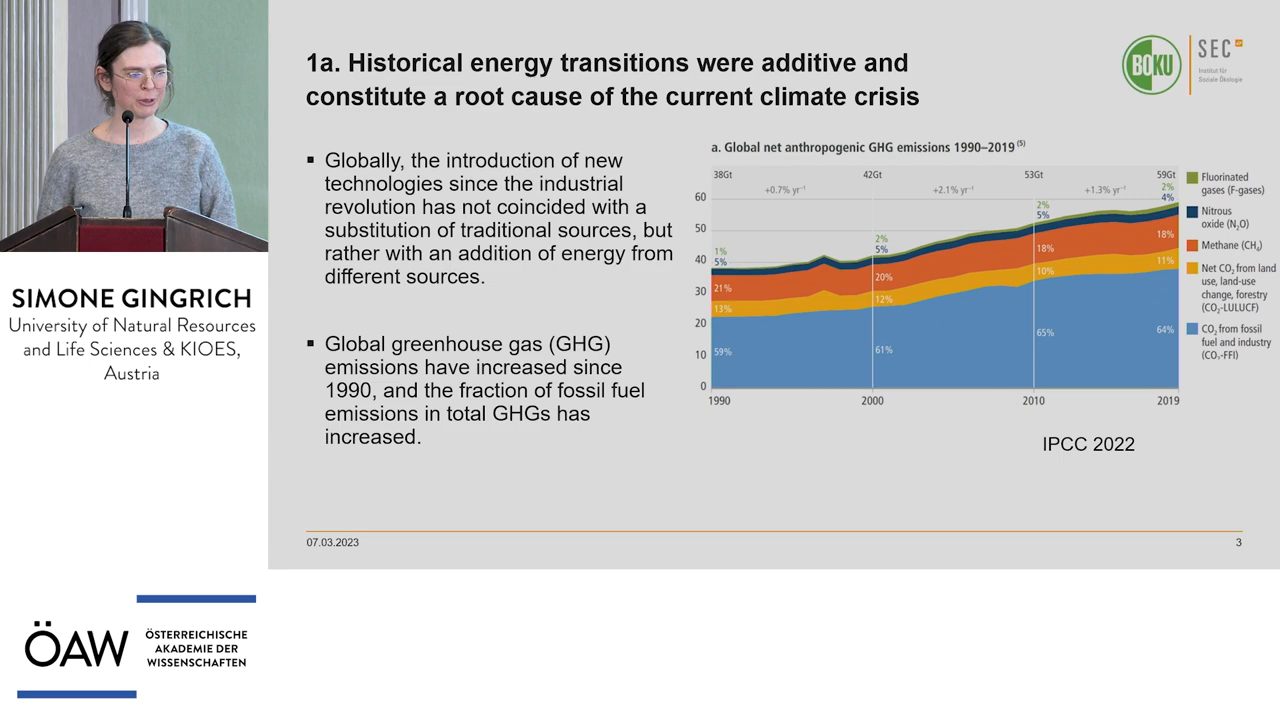 1a. Historical energy transitions were additive and
constitute a root cause of the current climate crisis
BOKU
SEC
Institut für
Soziale Ökologie
▪ Globally, the introduction of new
technologies since the industrial
revolution has not coincided with a
substitution of traditional sources, but
rather with an addition of energy from
different sources.
▪ Global greenhouse gas (GHG)
emissions have increased since
1990, and the fraction of fossil fuel
emissions in total GHGs has
increased.
a. Global net anthropogenic GHG emissions 1990–2019 (5)
38Gt 42Gt 53Gt 59Gt
+0.7% yr⁻¹ +2.1% yr⁻¹ +1.3% yr⁻¹
60
50
40
30
20
10
0
1%
5%
21%
13%
59%
2%
5%
20%
12%
61%
2%
5%
18%
10%
65%
2%
4%
18%
11%
64%
1990 2000 2010 2019
Fluorinated
gases (F-gases)
Nitrous
oxide (N₂O)
Methane (CH₄)
Net CO₂ from land
use, land-use
change, forestry
(CO₂-LULUCF)
CO₂ from fossil
fuel and industry
(CO₂-FFI)
IPCC 2022
07.03.2023 3
SIMONE GINGRICH
University of Natural Resources
and Life Sciences & KIOES,
Austria
ÖAW
ÖSTERREICHISCHE
AKADEMIE DER
WISSENSCHAFTEN